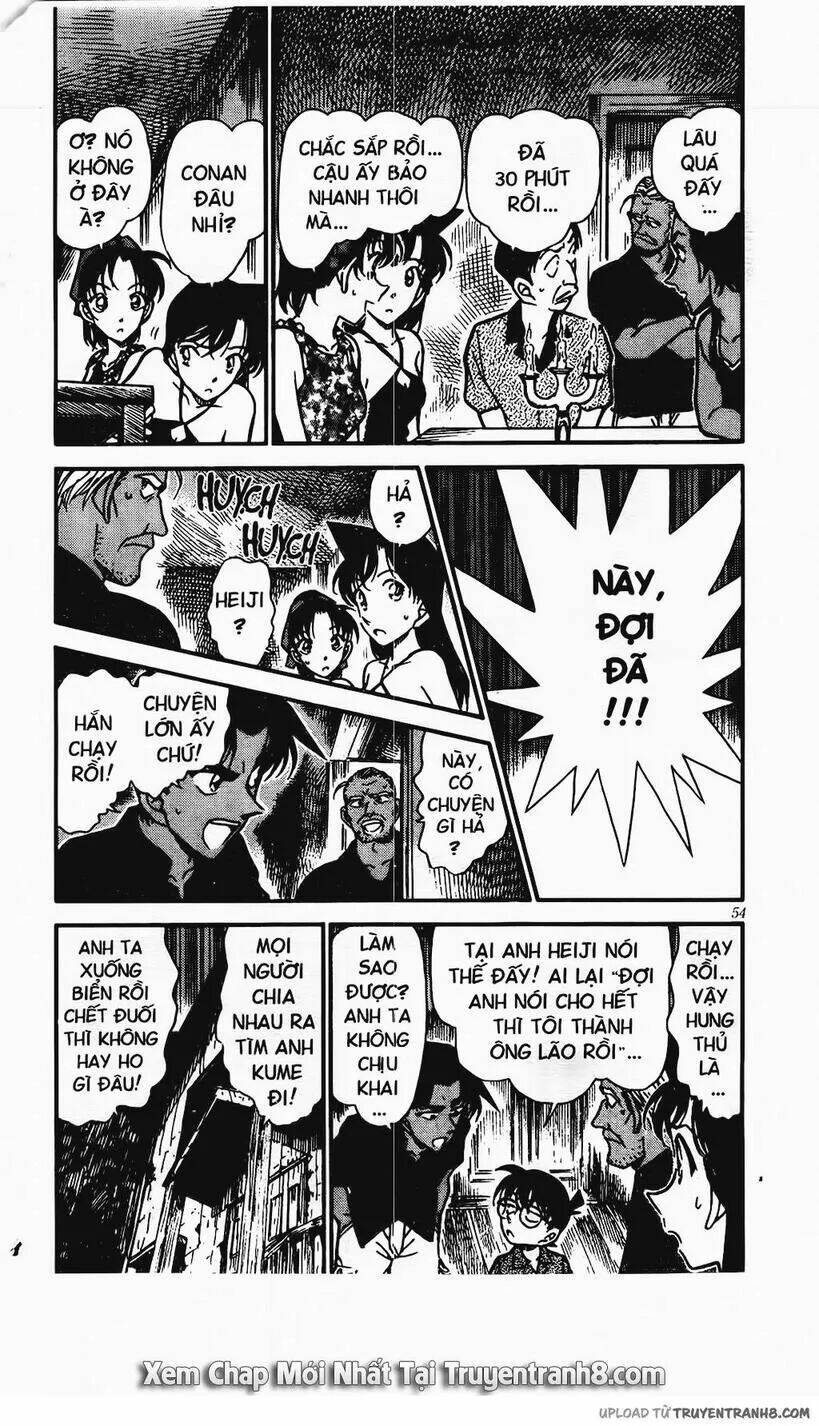 LÂU
QUÁ
ĐẤY
...
ĐÃ
30 PHÚT
RỒI...
CHẮC SẮP RỒI...
CẬU ẤY BẢO
NHANH THÔI
MÀ...
CONAN
ĐÂU
NHỈ?
Ơ? NÓ
KHÔNG
Ở ĐÂY
À?
NÀY,
ĐỢI
ĐÃ
!!!
HẢ
?
HUỴCH
HUỴCH
HEIJI
?
NÀY,
CÓ
CHUYỆN
GÌ HẢ
?
CHUYỆN
LỚN ẤY
CHỨ!
HẮN
CHẠY
RỒI!
54
CHẠY
RỒI...
VẬY
HUNG
THỦ
LÀ
...
TẠI ANH HEIJI NÓI
THẾ ĐẤY! AI LẠI "ĐỢI
ANH NÓI CHO HẾT
THÌ TÔI THÀNH
ÔNG LÃO RỒI"...
LÀM
SAO
ĐƯỢC?
ANH TA
KHÔNG
CHỊU
KHAI
...
MỌI
NGƯỜI
CHIA
NHAU RA
TÌM ANH
KUME
ĐI!
ANH TA
XUỐNG
BIỂN RỒI
CHẾT ĐUỐI
THÌ KHÔNG
HAY HO
GÌ ĐÂU!
Xem Chap Mới Nhất Tại Truyentranh8.com
UPLOAD TỪ TRUYENTRANH8.COM